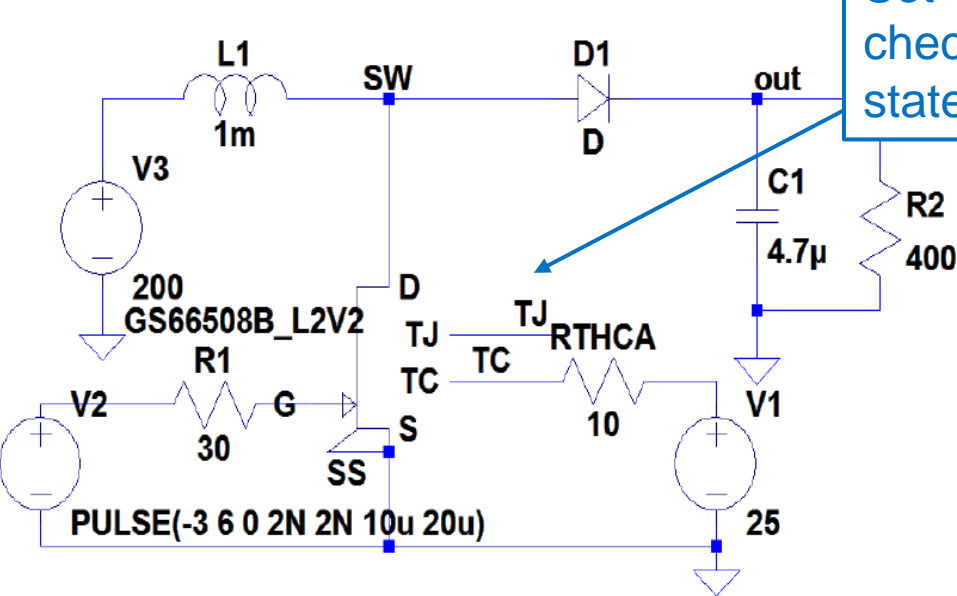 chec
state
L1
SW
D1
out
1m
D
V3
C1
R2
4.7µ
400
200
D
GS66508B_L2V2
TJ
TJ
RTHCA
R1
TC
TC
V2
G
V1
S
30
10
SS
PULSE(-3 6 0 2N 2N 10u 20u)
25